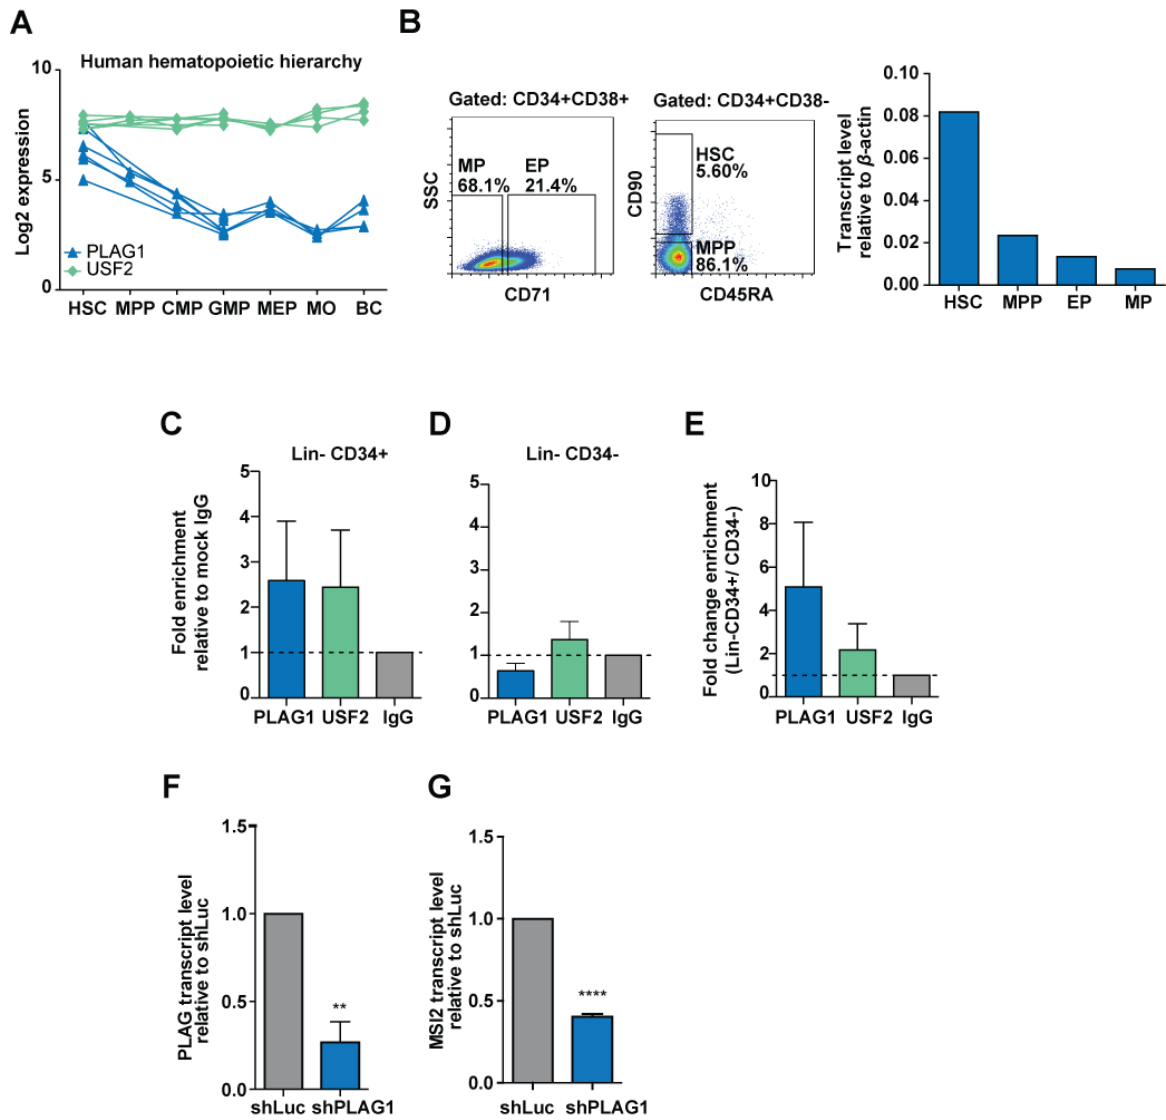 A
Human hematopoietic hierarchy
Log2 expression
10
5
0
PLAG1
USF2
HSC MPP CMP GMP MEP MO BC
B
Gated: CD34+CD38+
SSC
MP
68.1%
EP
21.4%
CD71
Gated: CD34+CD38-
CD90
HSC
5.60%
MPP
86.1%
CD45RA
Transcript level
relative to β-actin
0.10
0.08
0.06
0.04
0.02
0.00
HSC MPP EP MP
C
Lin- CD34+
Fold enrichment
relative to mock IgG
5
4
3
2
1
0
PLAG1 USF2 IgG
D
Lin- CD34-
5
4
3
2
1
0
PLAG1 USF2 IgG
E
Fold change enrichment
(Lin-CD34+/ CD34-)
10
8
6
4
2
0
PLAG1 USF2 IgG
F
PLAG transcript level
relative to shLuc
1.5
1.0
0.5
0.0
**
shLuc shPLAG1
G
MSI2 transcript level
relative to shLuc
1.5
1.0
0.5
0.0
****
shLuc shPLAG1